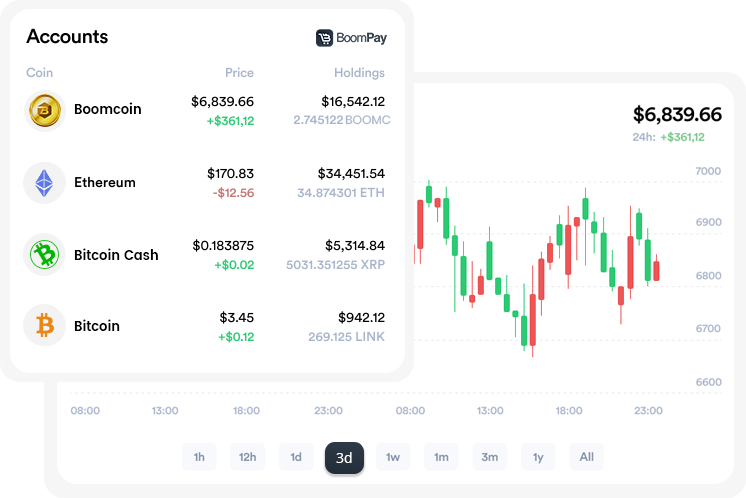 Accounts
BoomPay
Coin Price Holdings
Boomcoin $6,839.66 $16,542.12
+$361,12 2.745122 BOOMC
Ethereum $170.83 $34,451.54
-$12.56 34.874301 ETH
Bitcoin Cash $0.183875 $5,314.84
+$0.02 5031.351255 XRP
Bitcoin $3.45 $942.12
+$0.12 269.125 LINK
$6,839.66
24h: +$361,12
7000
6900
6800
6700
6600
08:00 13:00 18:00 23:00 08:00 13:00 18:00 23:00
1h 12h 1d 3d 1w 1m 3m 1y All